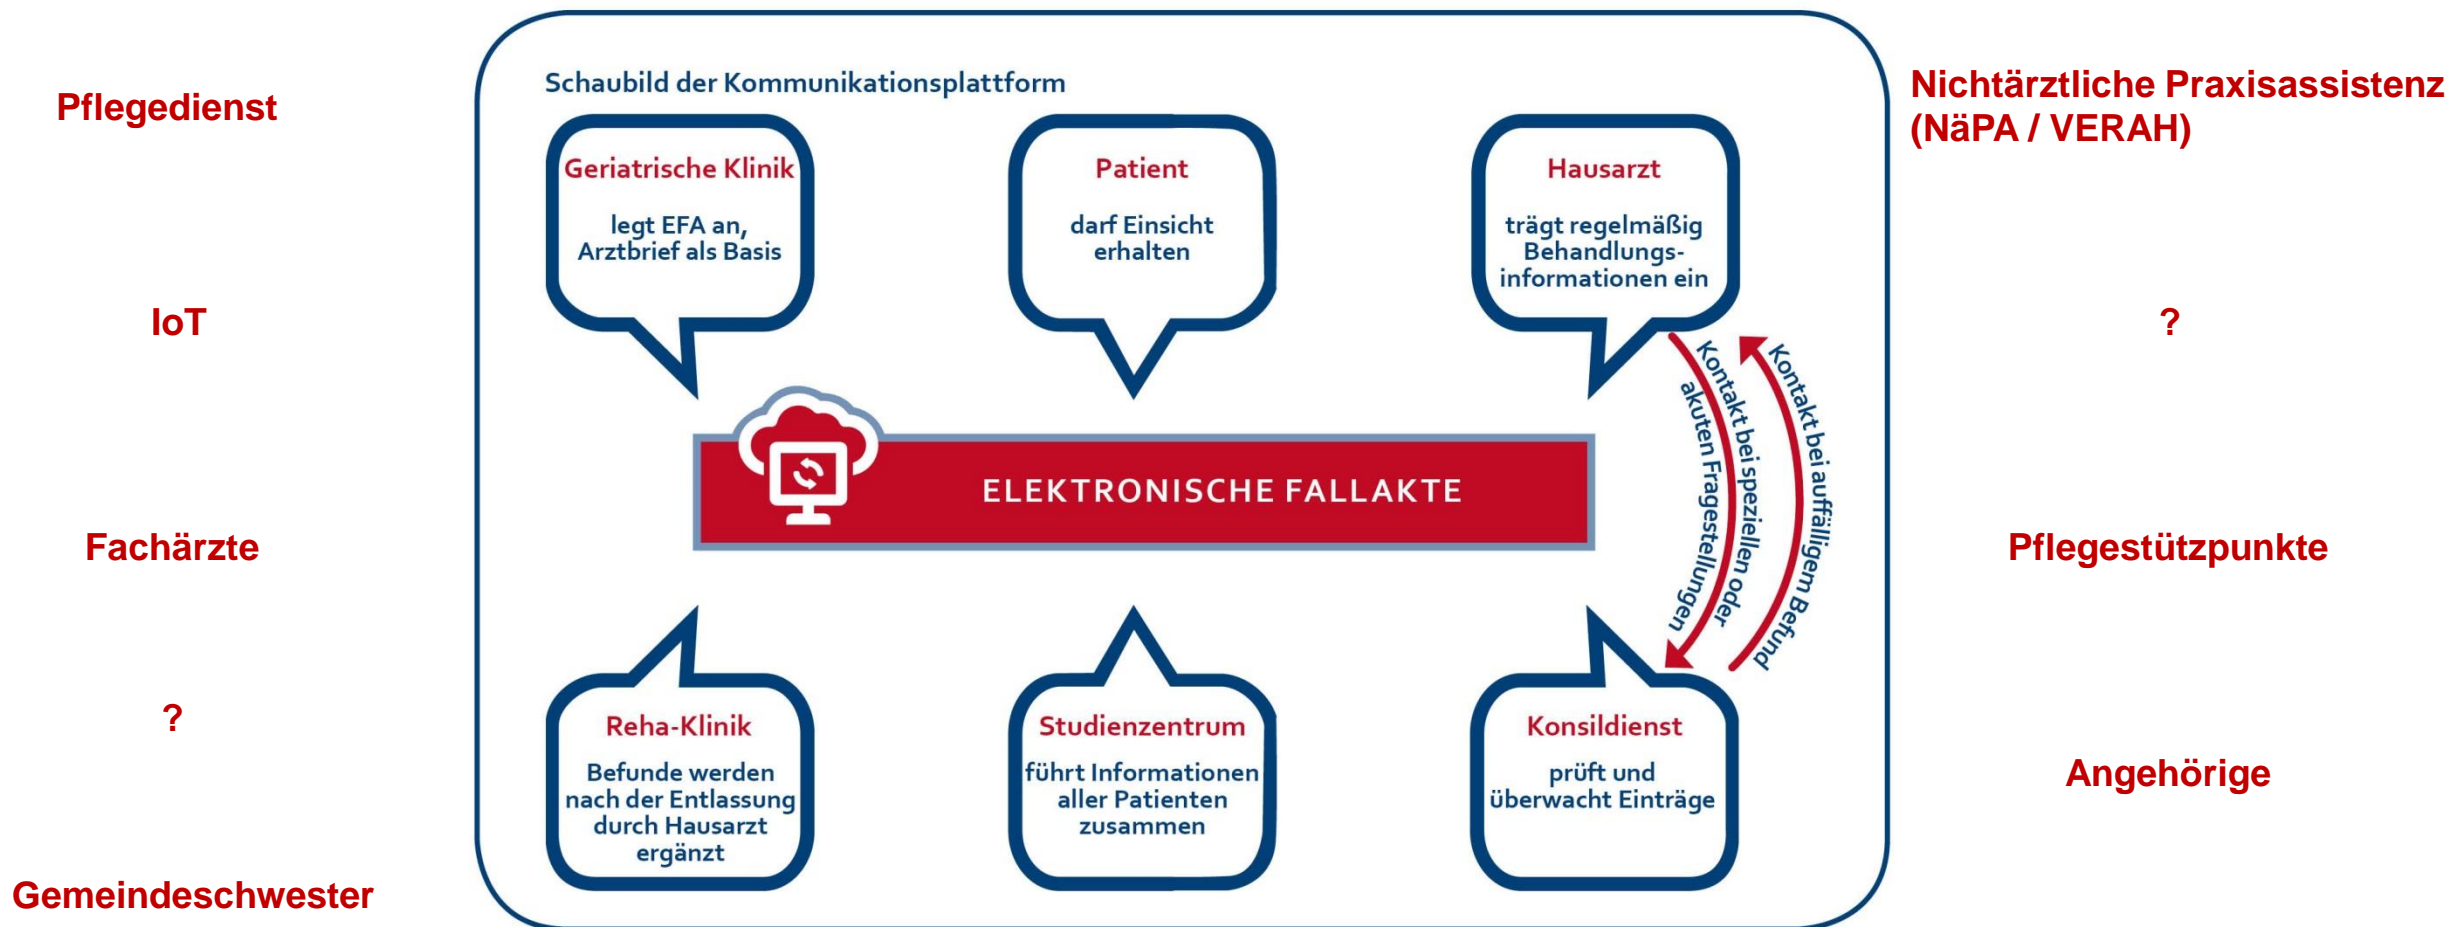 Pflegedienst
IoT
Fachärzte
?
Gemeindeschwester
Schaubild der Kommunikationsplattform
Geriatrische Klinik
legt EFA an,
Arztbrief als Basis
Patient
darf Einsicht
erhalten
Hausarzt
trägt regelmäßig
Behandlungs-
informationen ein
Kontakt bei speziellen oder
akuten Fragestellungen
Kontakt bei auffälligem Befund
ELEKTRONISCHE FALLAKTE
Reha-Klinik
Befunde werden
nach der Entlassung
durch Hausarzt
ergänzt
Studienzentrum
führt Informationen
aller Patienten
zusammen
Konsildienst
prüft und
überwacht Einträge
Nichtärztliche Praxisassistenz
(NäPA / VERAH)
?
Pflegestützpunkte
Angehörige